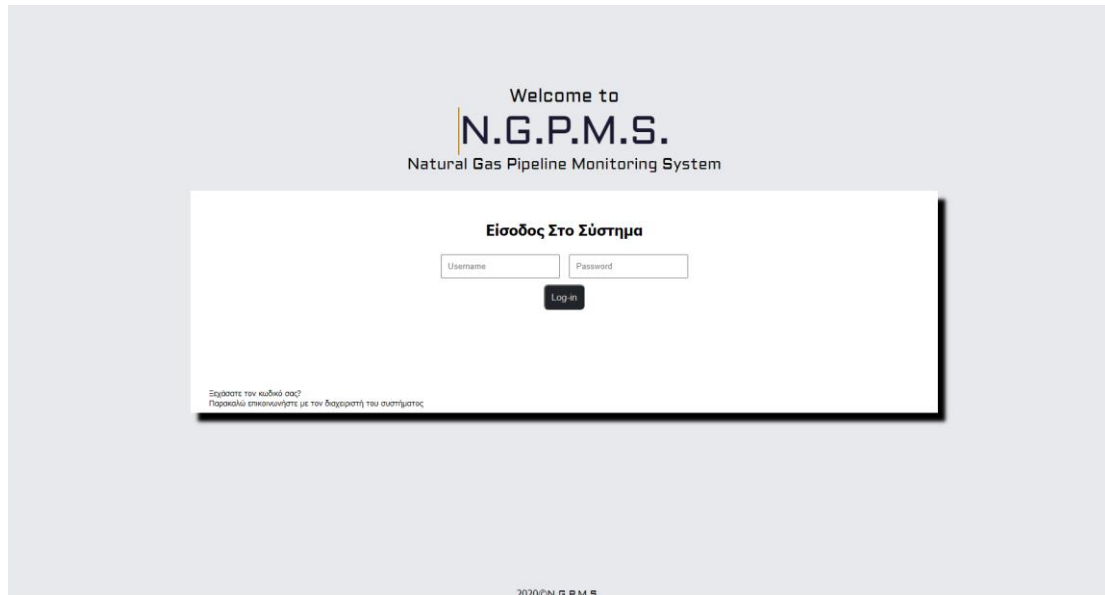 Welcome to
N.G.P.M.S.
Natural Gas Pipeline Monitoring System
Είσοδος Στο Σύστημα
Username Password
Log-in
Ξεχάσατε τον κωδικό σας?
Παρακαλώ επικοινωνήστε με τον διαχειριστή του συστήματος
2020©N.G.P.M.S.